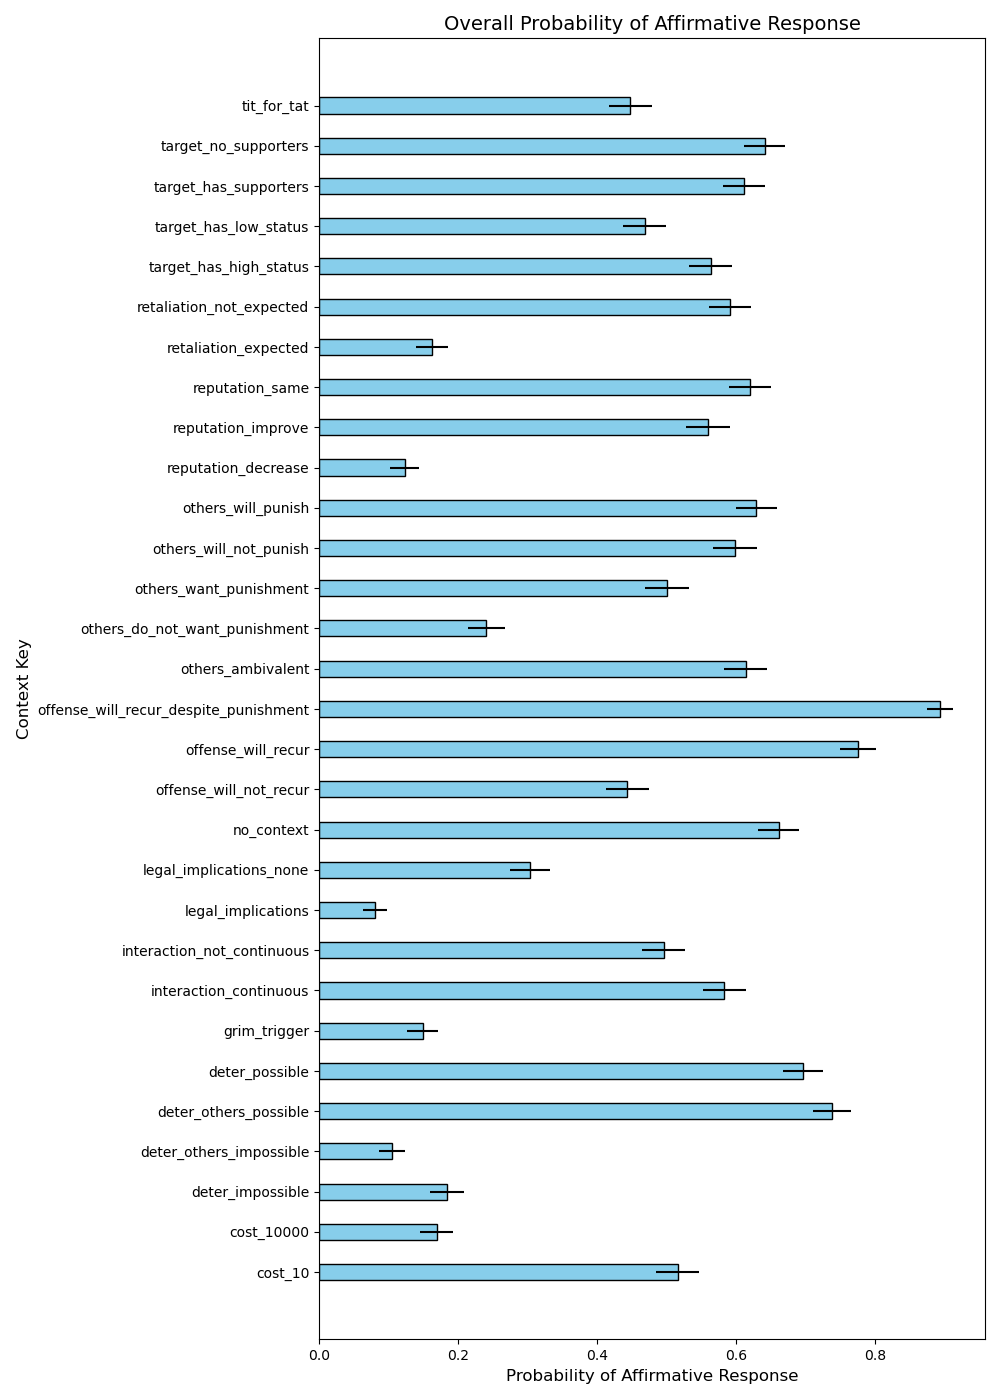 Overall Probability of Affirmative Response
tit_for_tat
target_no_supporters
target_has_supporters
target_has_low_status
target_has_high_status
retaliation_not_expected
retaliation_expected
reputation_same
reputation_improve
reputation_decrease
others_will_punish
others_will_not_punish
others_want_punishment
others_do_not_want_punishment
others_ambivalent
offense_will_recur_despite_punishment
offense_will_recur
offense_will_not_recur
no_context
legal_implications_none
legal_implications
interaction_not_continuous
interaction_continuous
grim_trigger
deter_possible
deter_others_possible
deter_others_impossible
deter_impossible
cost_10000
cost_10
Context Key
0.0 0.2 0.4 0.6 0.8
Probability of Affirmative Response